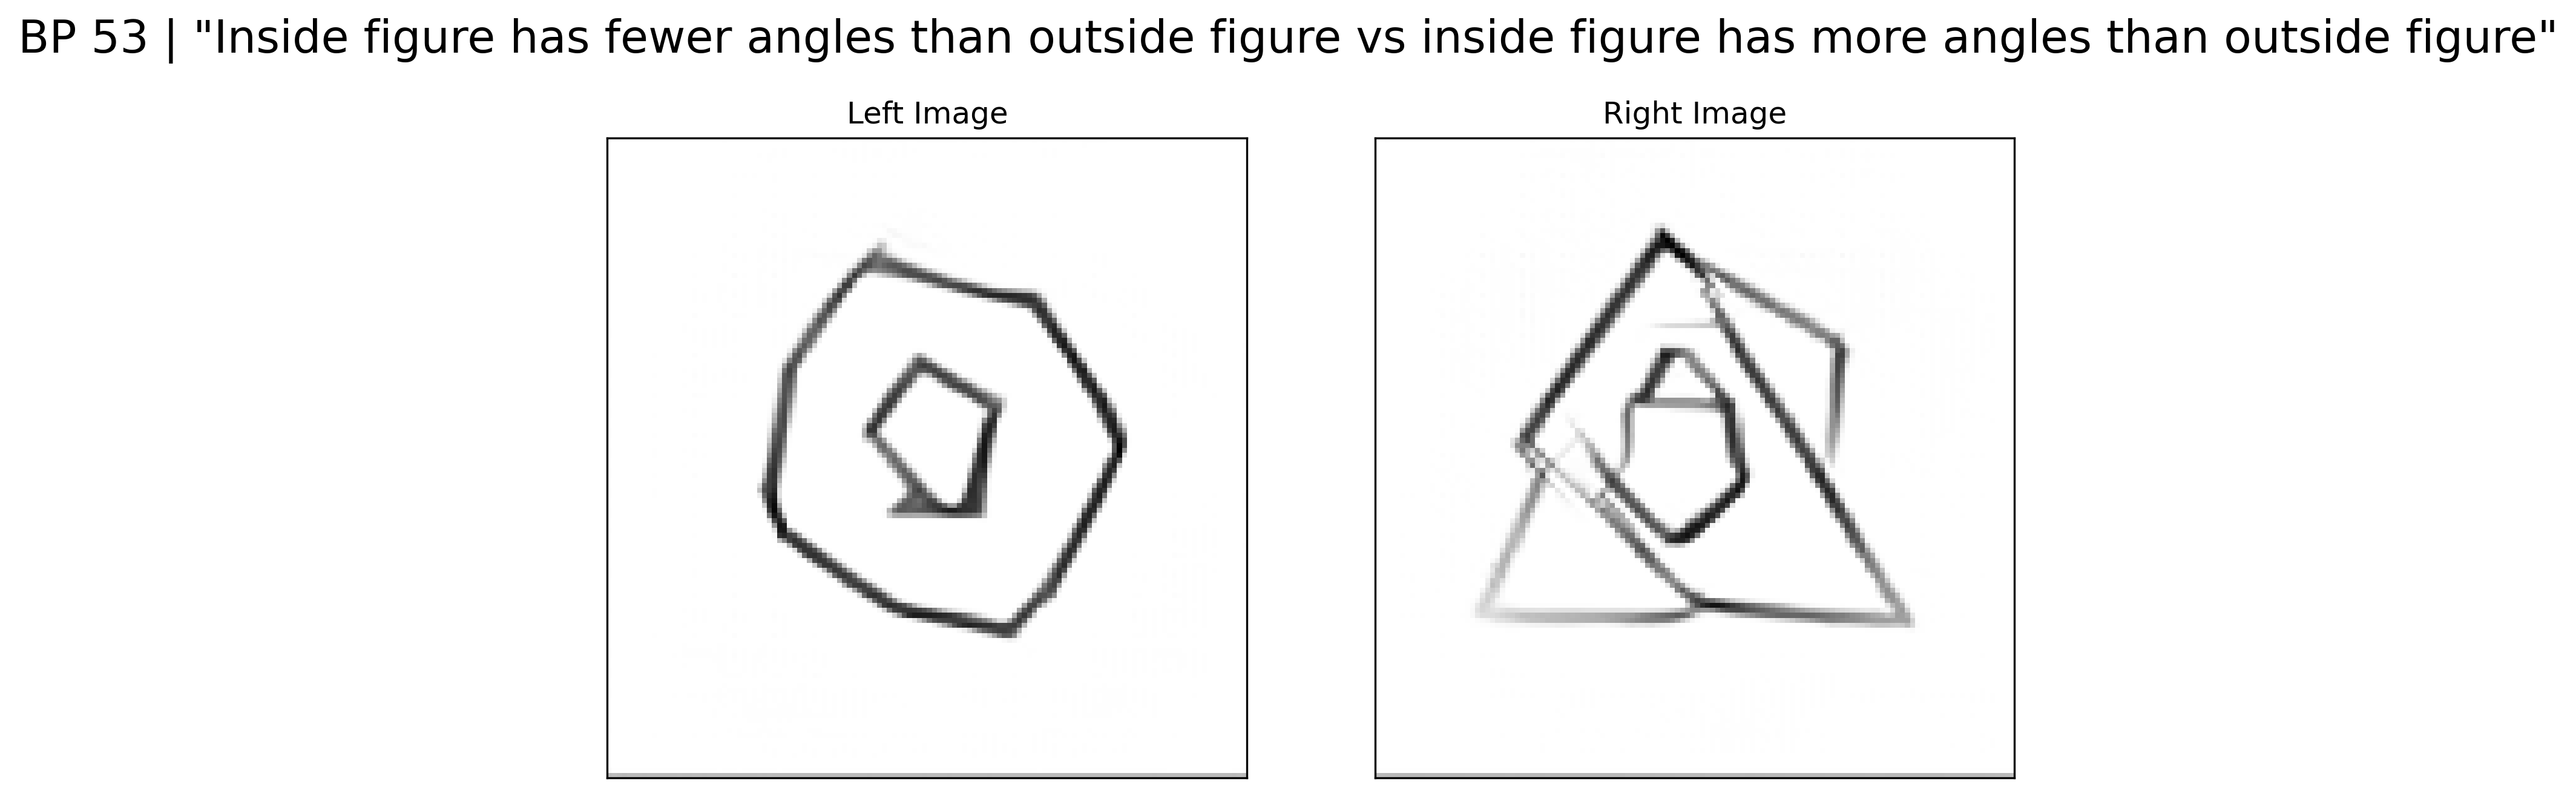 BP 53 | "Inside figure has fewer angles than outside figure vs inside figure has more angles than outside figure"
Left Image
Right Image